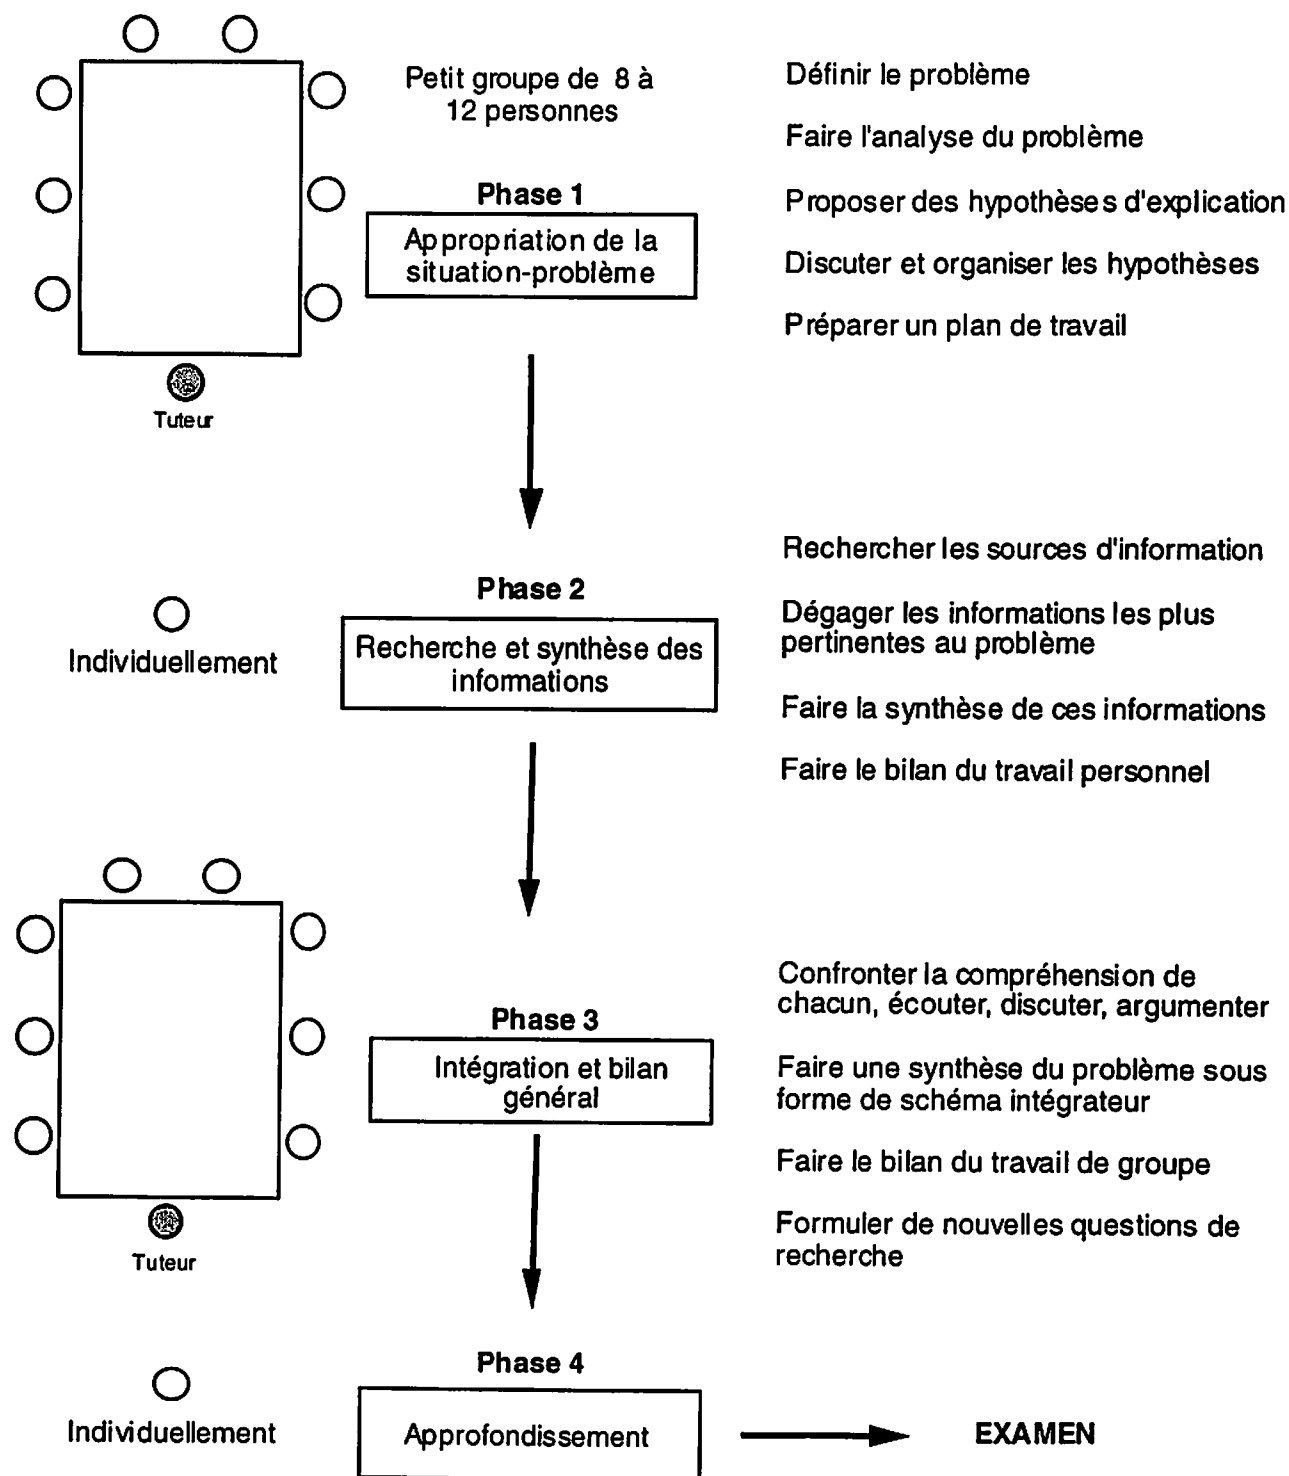 Petit groupe de 8 à
12 personnes
Phase 1
Appropriation de la
situation-problème
Tuteur
Définir le problème
Faire l'analyse du problème
Proposer des hypothèses d'explication
Discuter et organiser les hypothèses
Préparer un plan de travail
Individuellement
Phase 2
Recherche et synthèse des
informations
Rechercher les sources d'information
Dégager les informations les plus
pertinentes au problème
Faire la synthèse de ces informations
Faire le bilan du travail personnel
Phase 3
Intégration et bilan
général
Tuteur
Confronter la compréhension de
chacun, écouter, discuter, argumenter
Faire une synthèse du problème sous
forme de schéma intégrateur
Faire le bilan du travail de groupe
Formuler de nouvelles questions de
recherche
Individuellement
Phase 4
Approfondissement
EXAMEN